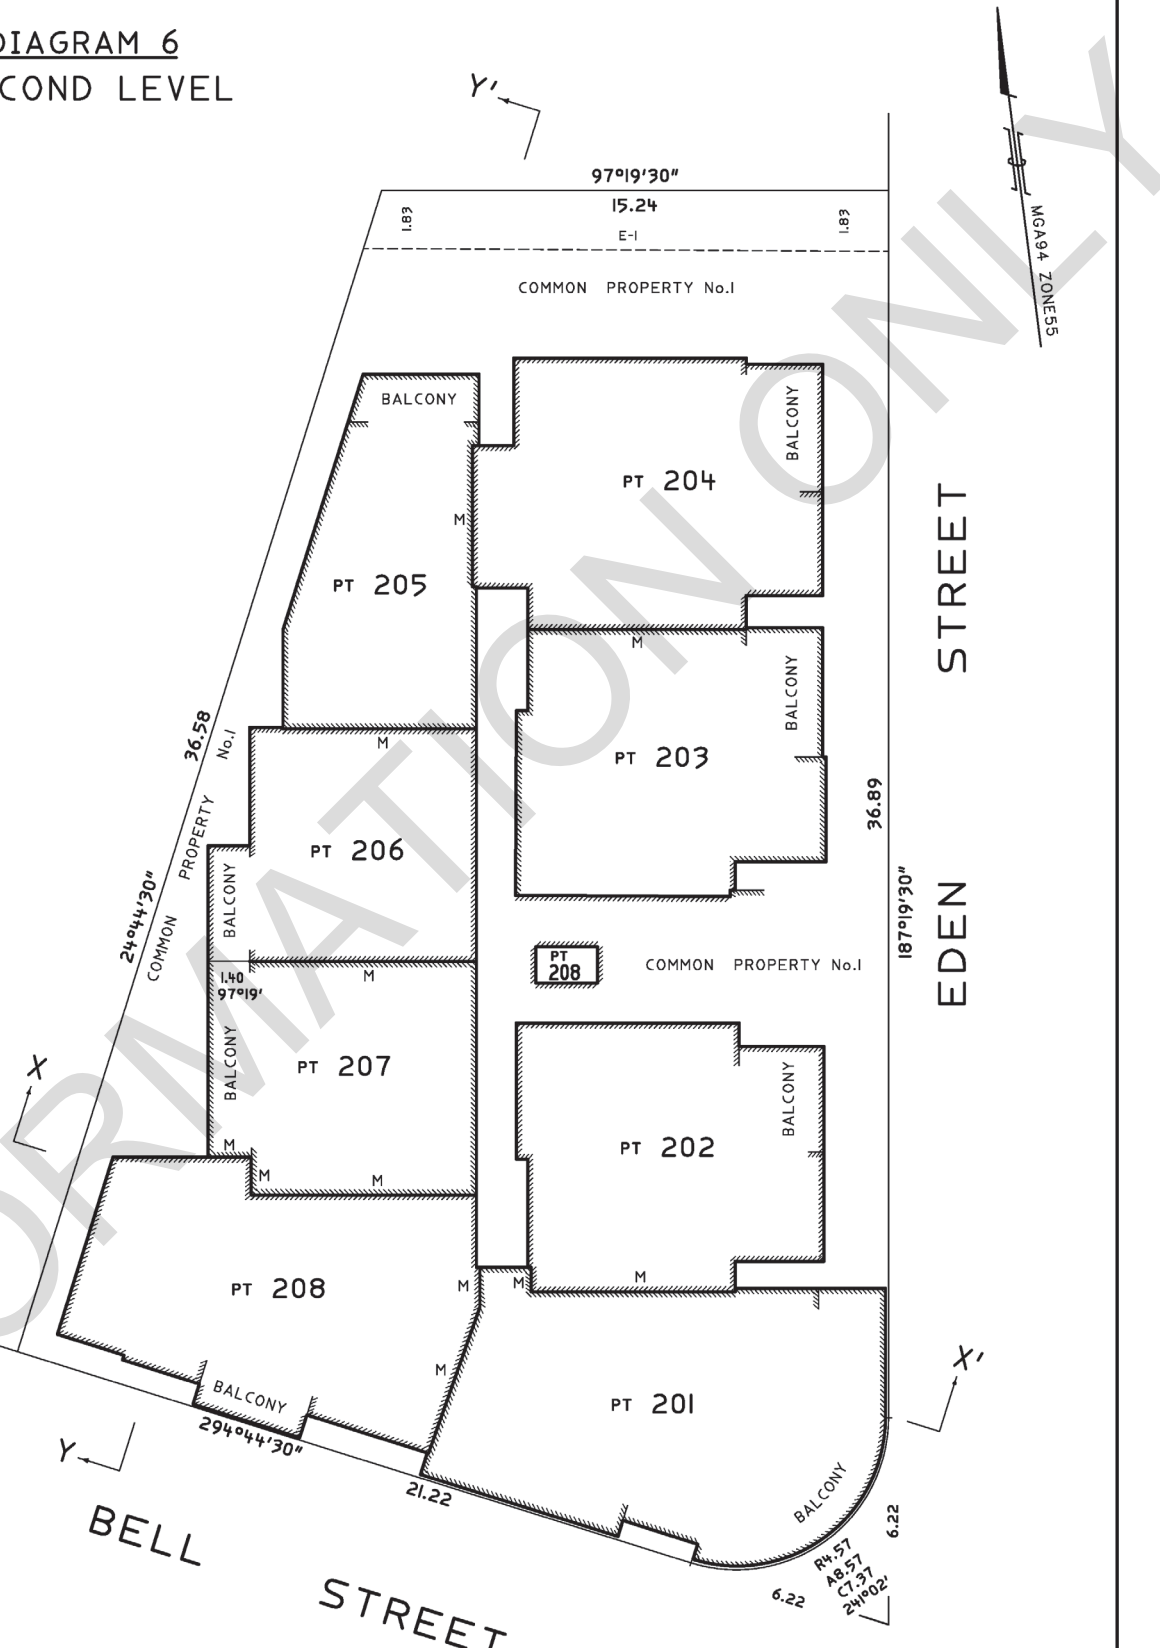 DIAGRAM 6
COND LEVEL
Y'
97°19'30"
15.24
1.83
1.83
E-1
COMMON PROPERTY No.1
MGA94 ZONE55
BALCONY
BALCONY
PT 204
M
PT 205
STREET
M
BALCONY
36.58
COMMON PROPERTY No.1
24°44'30"
M
PT 203
36.89
PT 206
BALCONY
187°19'30"
EDEN
PT
208
COMMON PROPERTY No.1
M
1.40
97°19'
BALCONY
PT 207
X
BALCONY
PT 202
M
M
M
M
M
M
PT 208
M
X'
PT 201
BALCONY
294°44'30"
Y
21.22
BALCONY
BELL
STREET
6.22
R4.57
A8.57
C7.37
241°02'
6.22
ORMATION ONLY